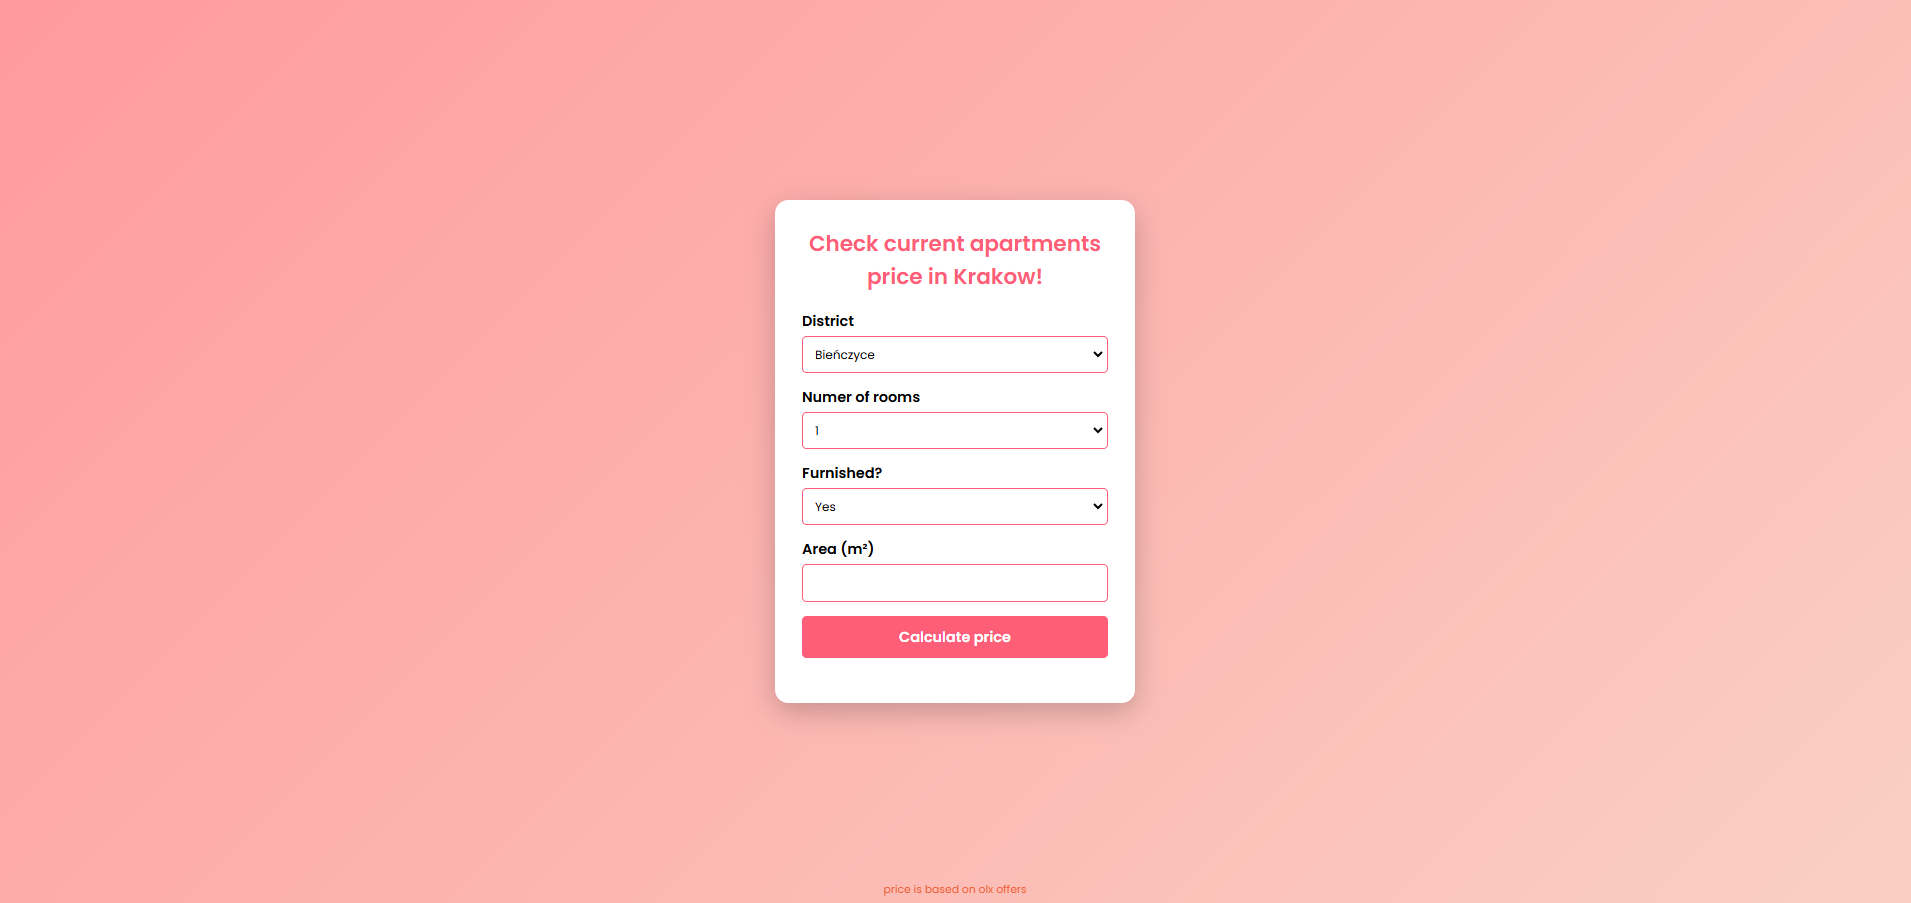 Check current apartments
price in Krakow!
District
Bieńczyce
Numer of rooms
1
Furnished?
Yes
Area (m²)
Calculate price
price is based on olx offers